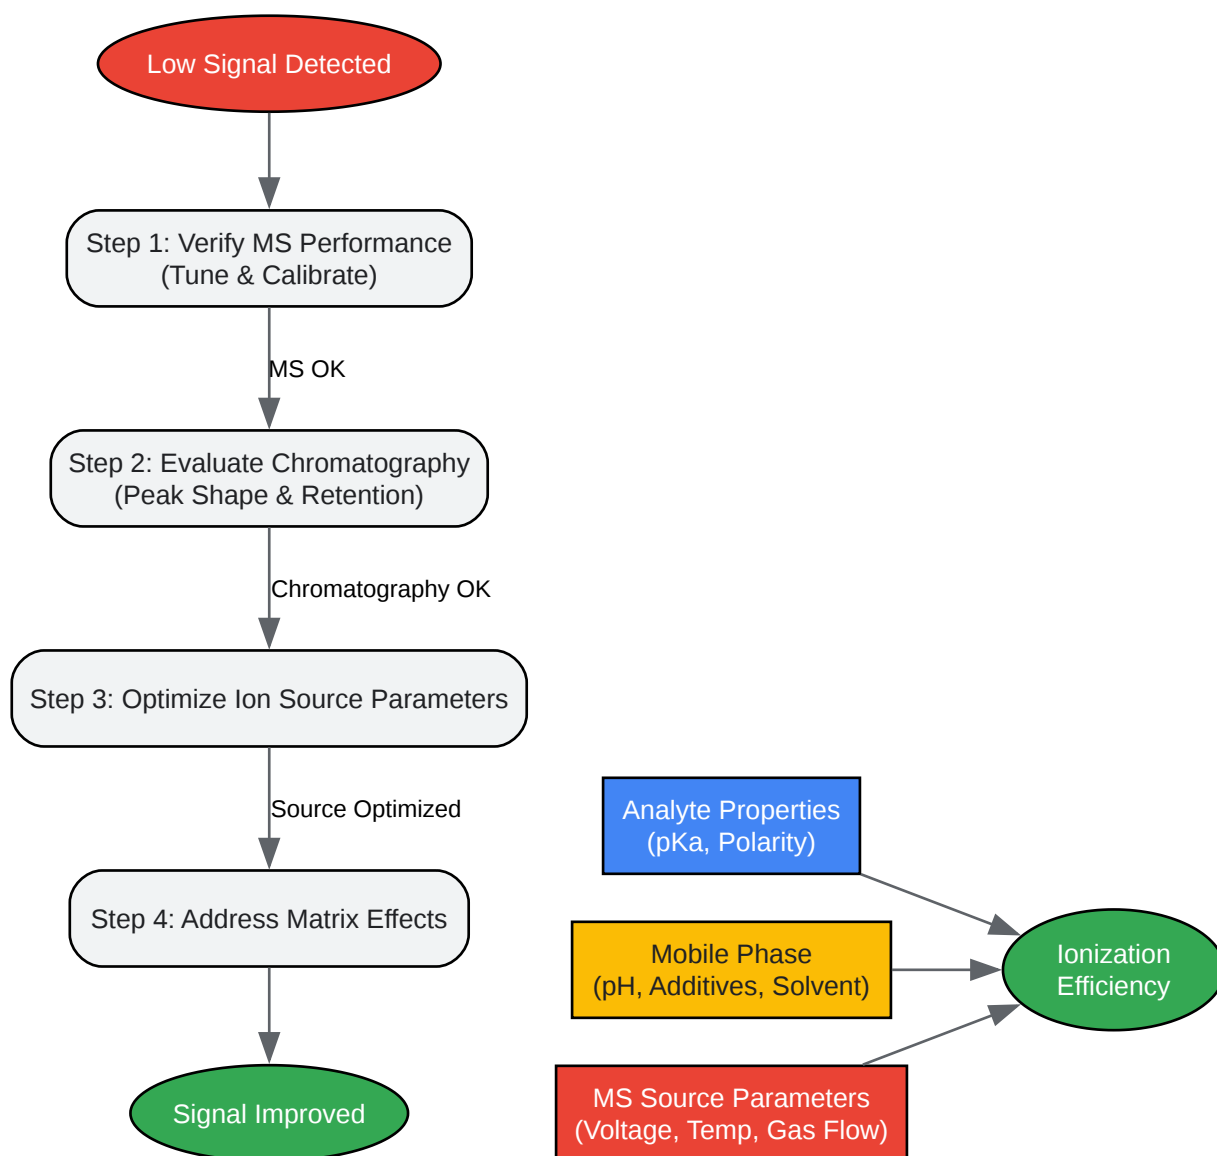 Low Signal Detected
Step 1: Verify MS Performance
(Tune & Calibrate)
MS OK
Step 2: Evaluate Chromatography
(Peak Shape & Retention)
Chromatography OK
Step 3: Optimize Ion Source Parameters
Source Optimized
Step 4: Address Matrix Effects
Signal Improved
Analyte Properties
(pKa, Polarity)
Mobile Phase
(pH, Additives, Solvent)
MS Source Parameters
(Voltage, Temp, Gas Flow)
Ionization
Efficiency